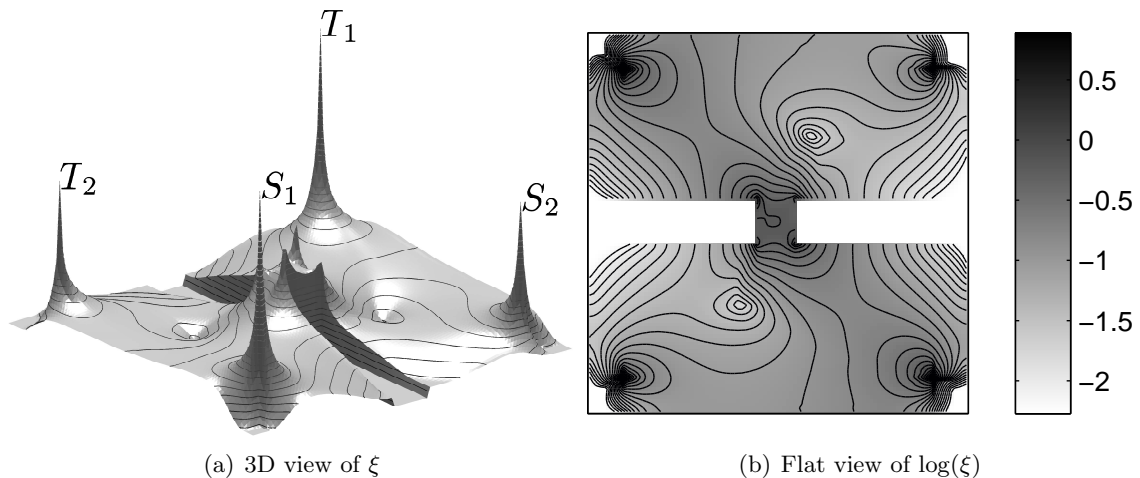 T₁
T₂
S₁
S₂
0.5
0
−0.5
−1
−1.5
−2
(a) 3D view of ξ
(b) Flat view of log(ξ)